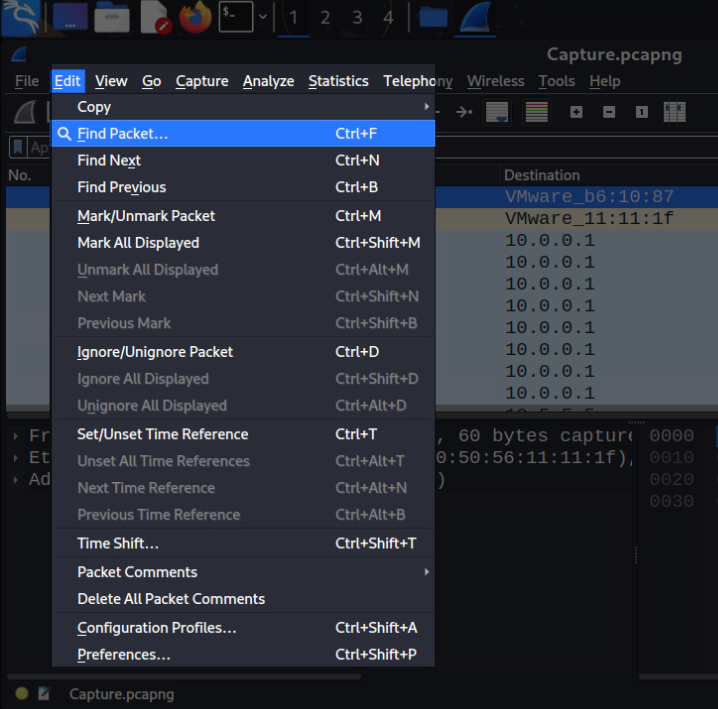 1 2 3 4
Capture.pcapng
File Edit View Go Capture Analyze Statistics Telephony Wireless Tools Help
Copy
Ap
Find Packet... Ctrl+F
Find Next Ctrl+N
Find Previous Ctrl+B
No. Destination
VMware_b6:10:87
Mark/Unmark Packet Ctrl+M VMware_11:11:1f
Mark All Displayed Ctrl+Shift+M 10.0.0.1
Unmark All Displayed Ctrl+Alt+M 10.0.0.1
Next Mark Ctrl+Shift+N 10.0.0.1
10.0.0.1
Previous Mark Ctrl+Shift+B 10.0.0.1
Ignore/Unignore Packet Ctrl+D 10.0.0.1
Ignore All Displayed Ctrl+Shift+D 10.0.0.1
Unignore All Displayed Ctrl+Alt+D 10.0.0.1
Set/Unset Time Reference Ctrl+T
Fr , 60 bytes capture 0000
Unset All Time References Ctrl+Alt+T
Et 0:50:56:11:11:1f), 0010
Next Time Reference Ctrl+Alt+N
Ad ) 0020
0030
Previous Time Reference Ctrl+Alt+B
Time Shift... Ctrl+Shift+T
Packet Comments
Delete All Packet Comments
Configuration Profiles... Ctrl+Shift+A
Preferences... Ctrl+Shift+P
Capture.pcapng